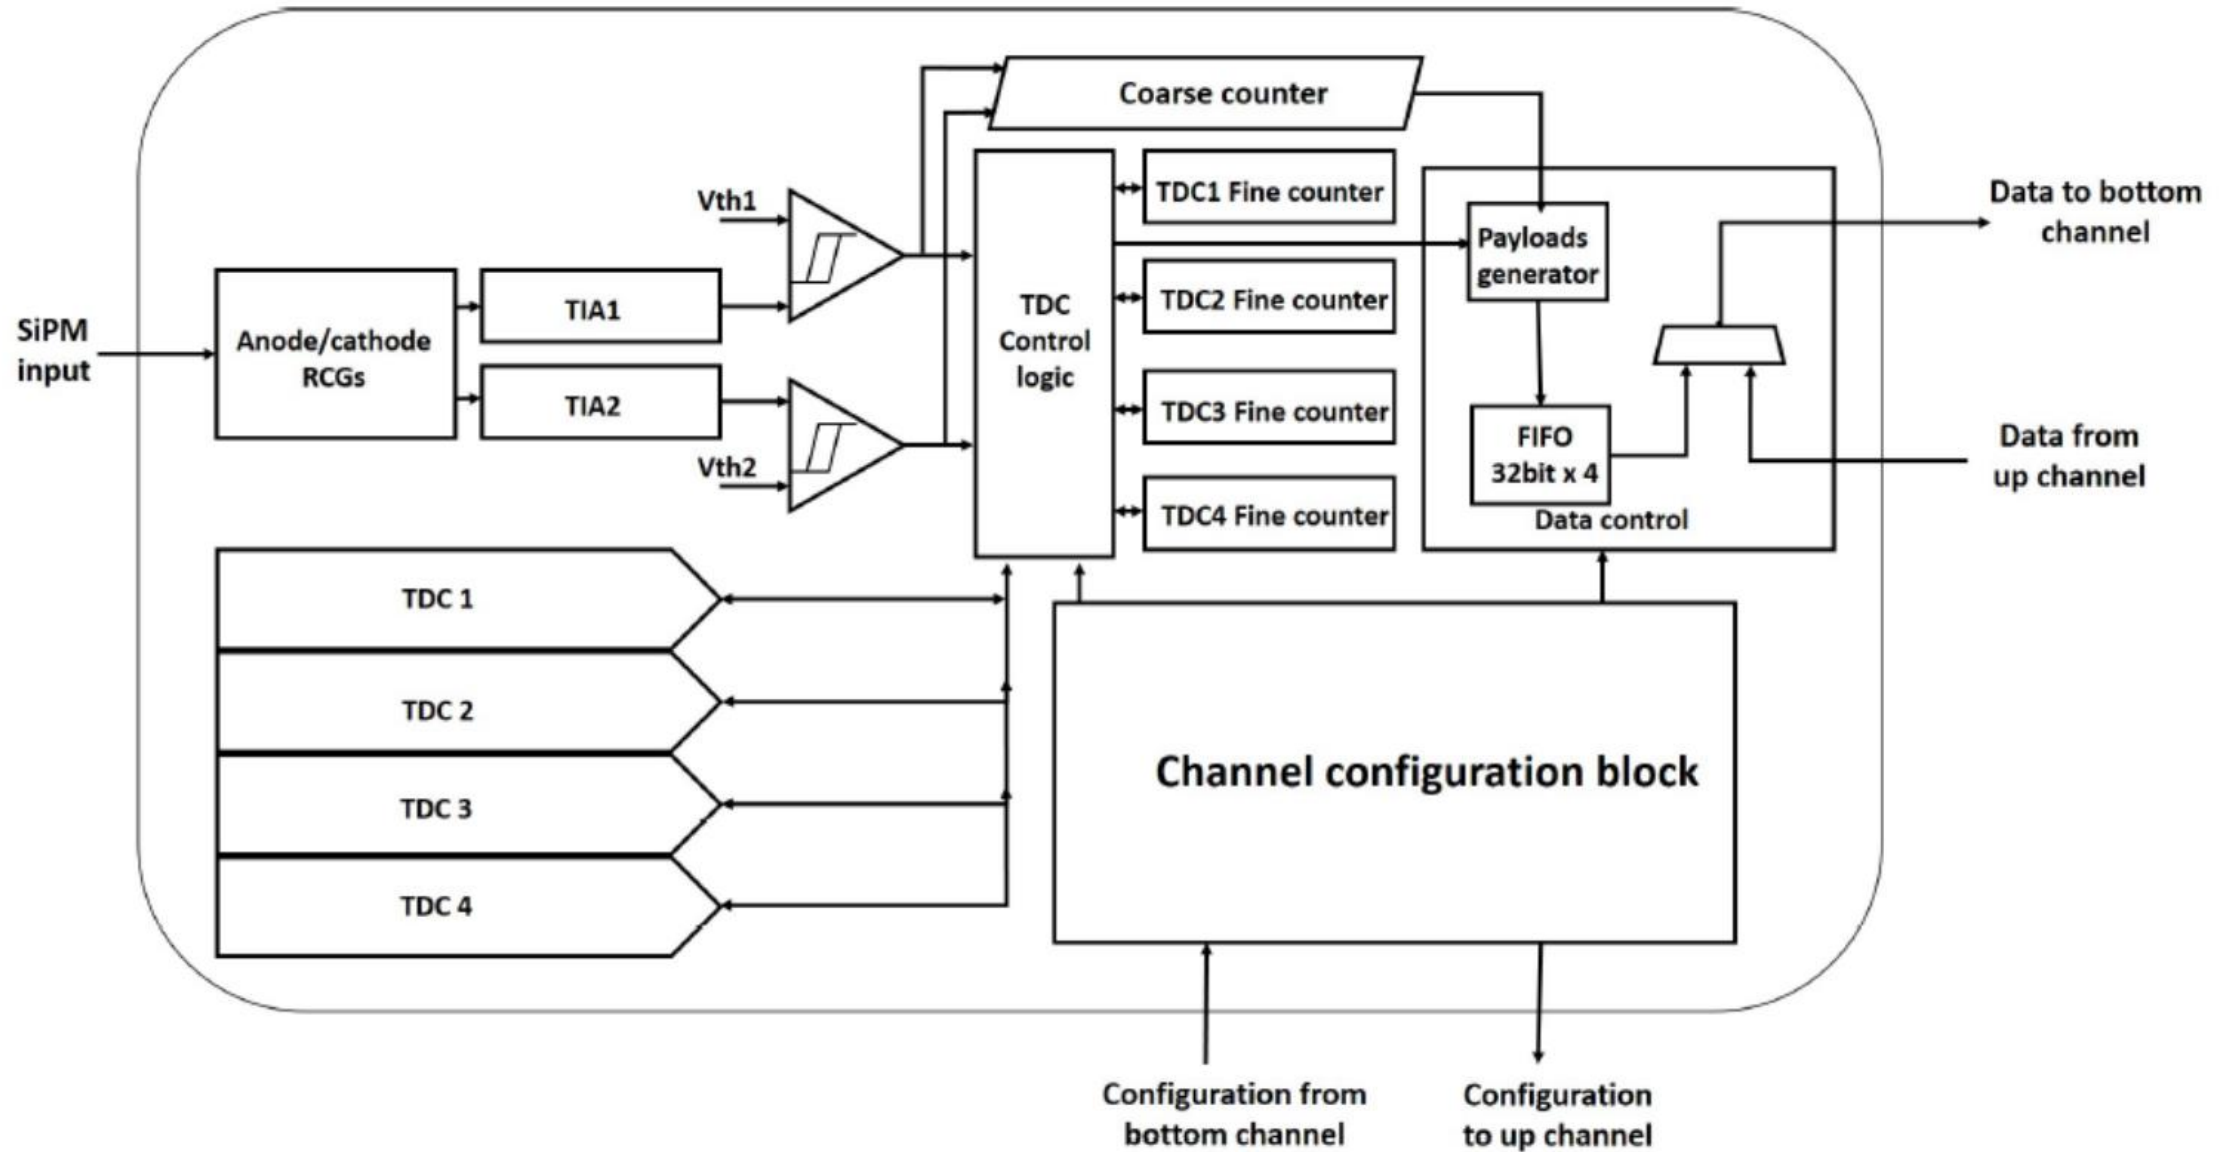 Coarse counter
Vth1
TDC1 Fine counter
Data to bottom
channel
Payloads
generator
SiPM
input
Anode/cathode
RCGs
TIA1
TIA2
TDC
Control
logic
TDC2 Fine counter
TDC3 Fine counter
TDC4 Fine counter
FIFO
32bit x 4
Data control
Data from
up channel
Vth2
TDC 1
TDC 2
TDC 3
TDC 4
Channel configuration block
Configuration from
bottom channel
Configuration
to up channel